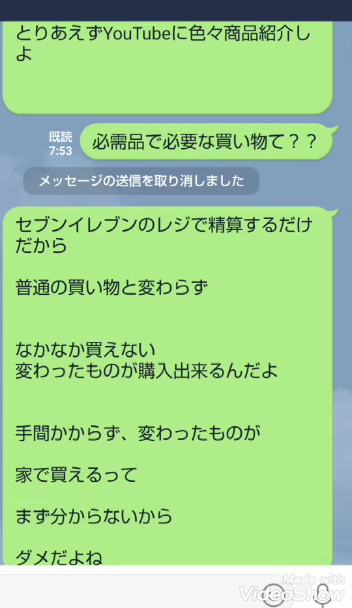 とりあえずYouTubeに色々商品紹介し
よ
必需品で必要な買い物て？？
既読
7:53
メッセージの送信を取り消しました
セブンイレブンのレジで精算するだけ
だから
普通の買い物と変わらず
なかなか買えない
変わったものが購入出来るんだよ
手間かからず、変わったものが
家で買えるって
まず分からないから
ダメだよね
Made with
VideoShow